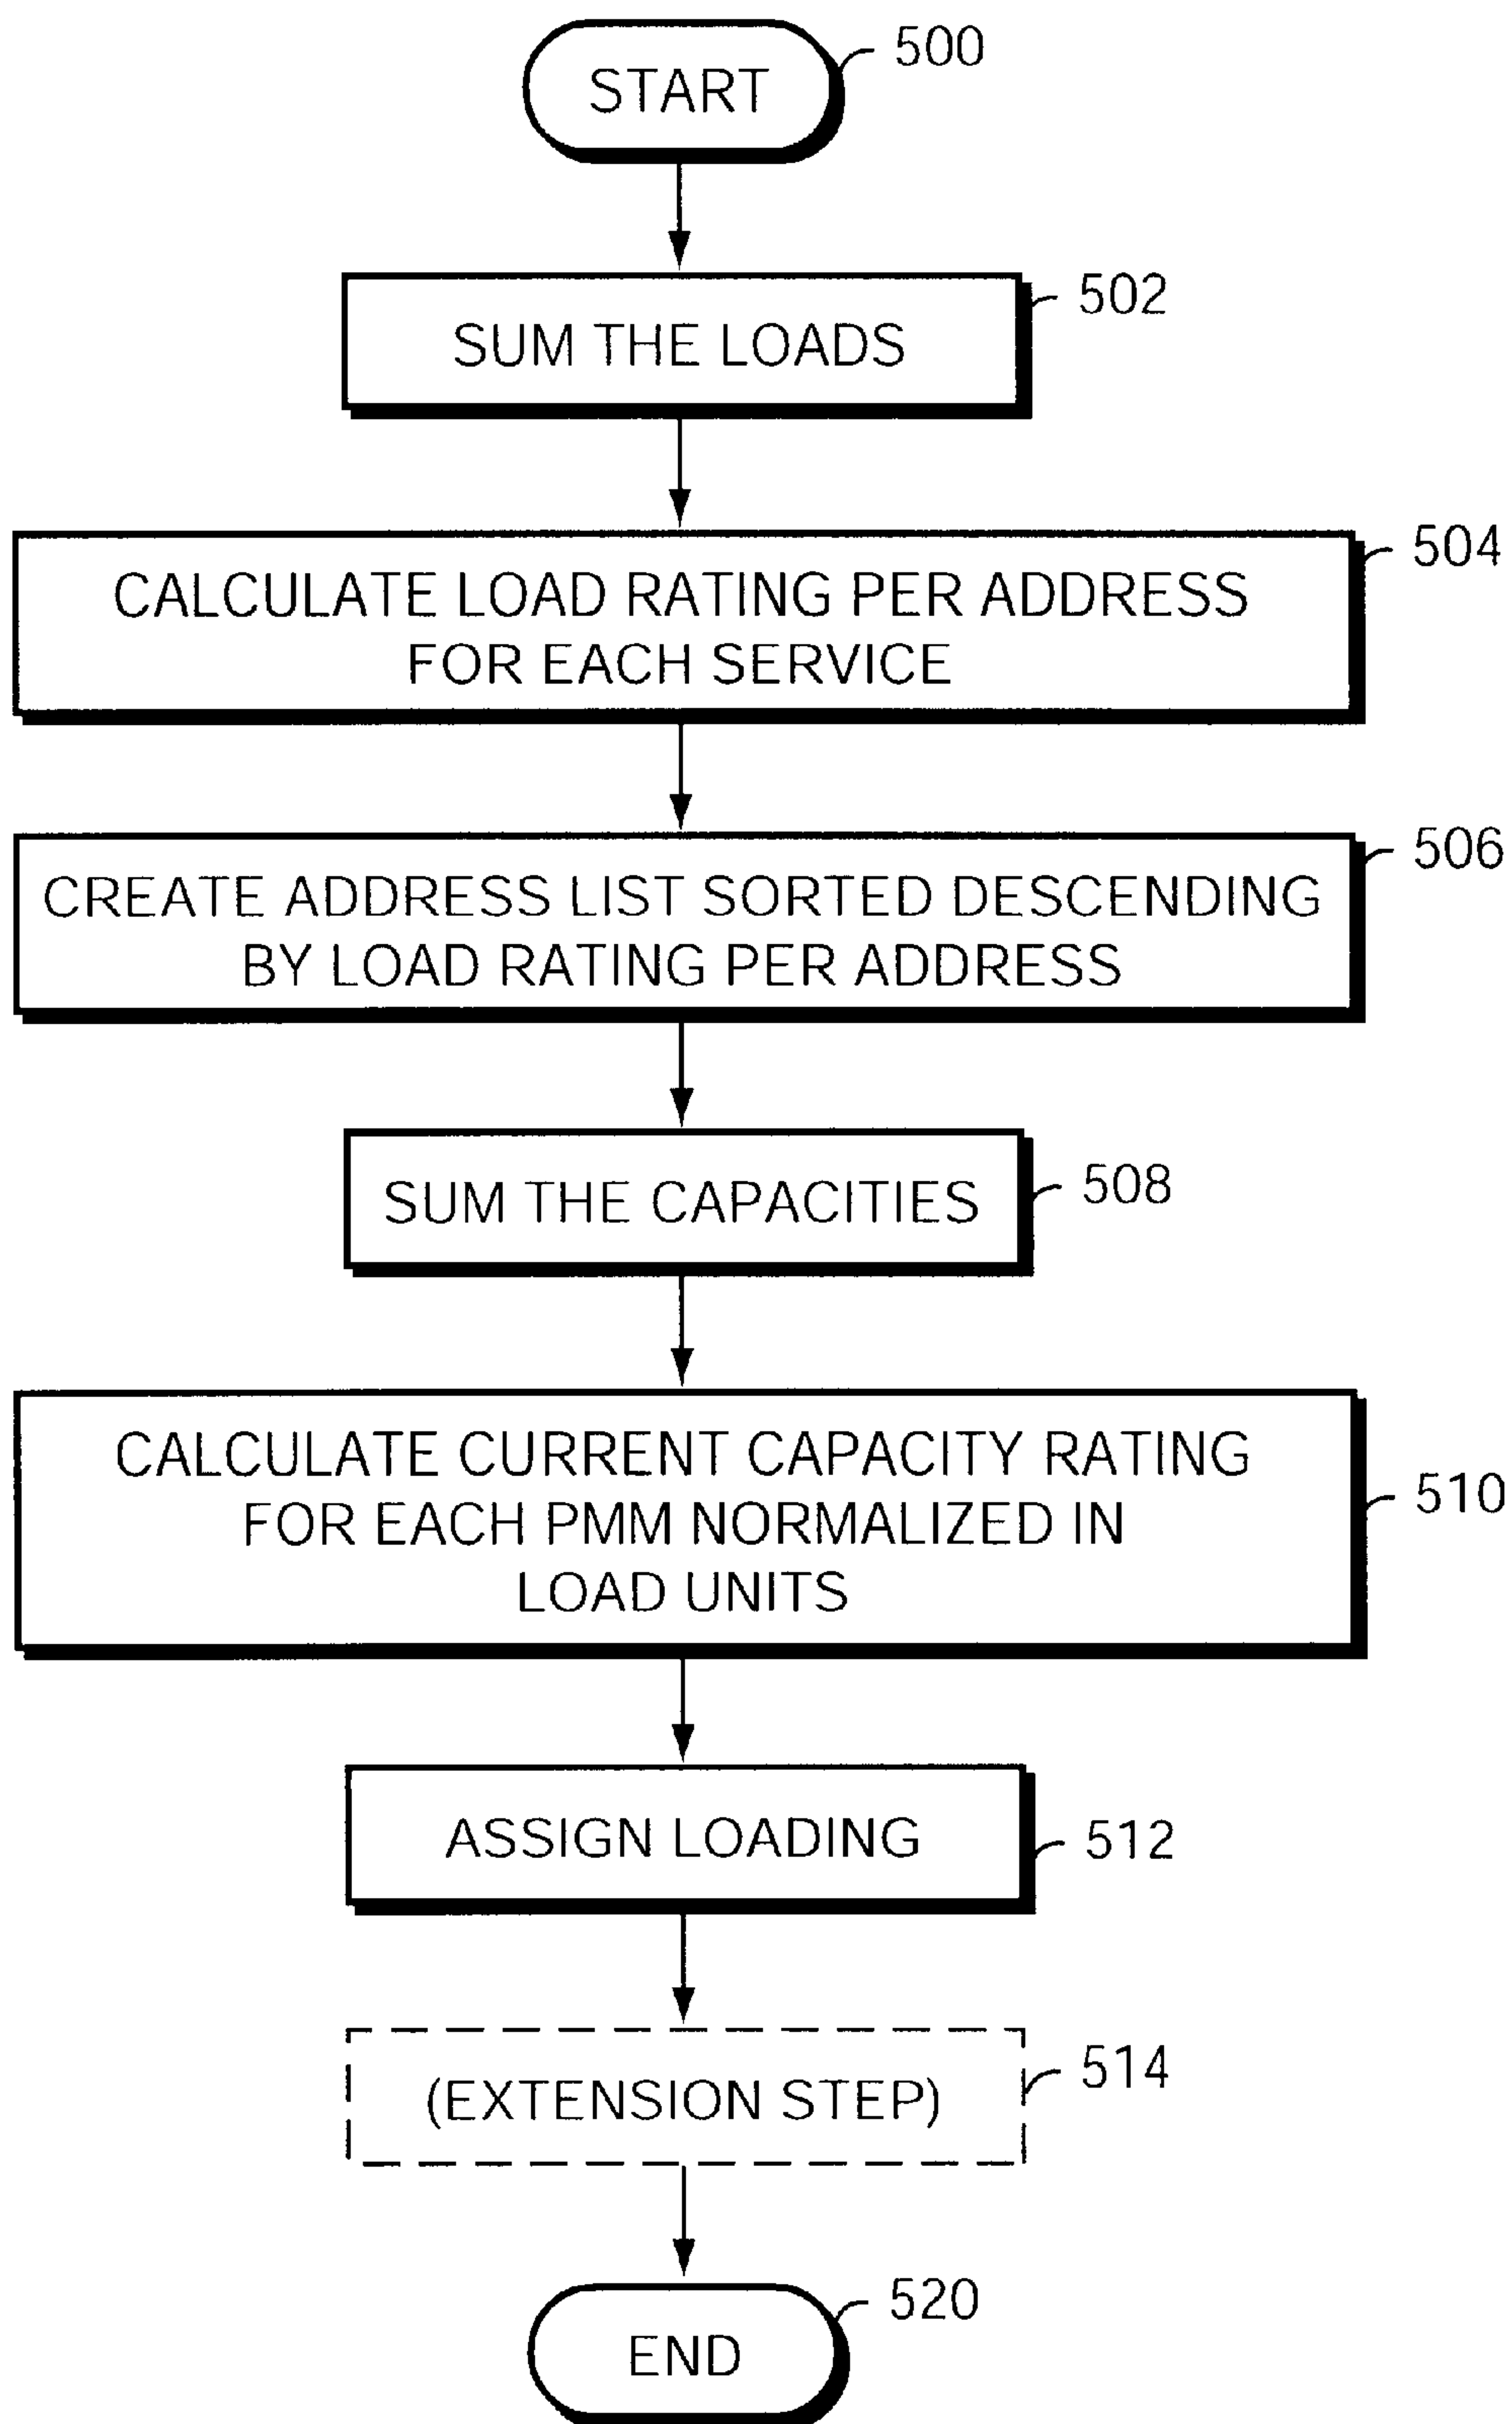 START
500
SUM THE LOADS
502
CALCULATE LOAD RATING PER ADDRESS
FOR EACH SERVICE
504
CREATE ADDRESS LIST SORTED DESCENDING
BY LOAD RATING PER ADDRESS
506
SUM THE CAPACITIES
508
CALCULATE CURRENT CAPACITY RATING
FOR EACH PMM NORMALIZED IN
LOAD UNITS
510
ASSIGN LOADING
512
(EXTENSION STEP)
514
END
520